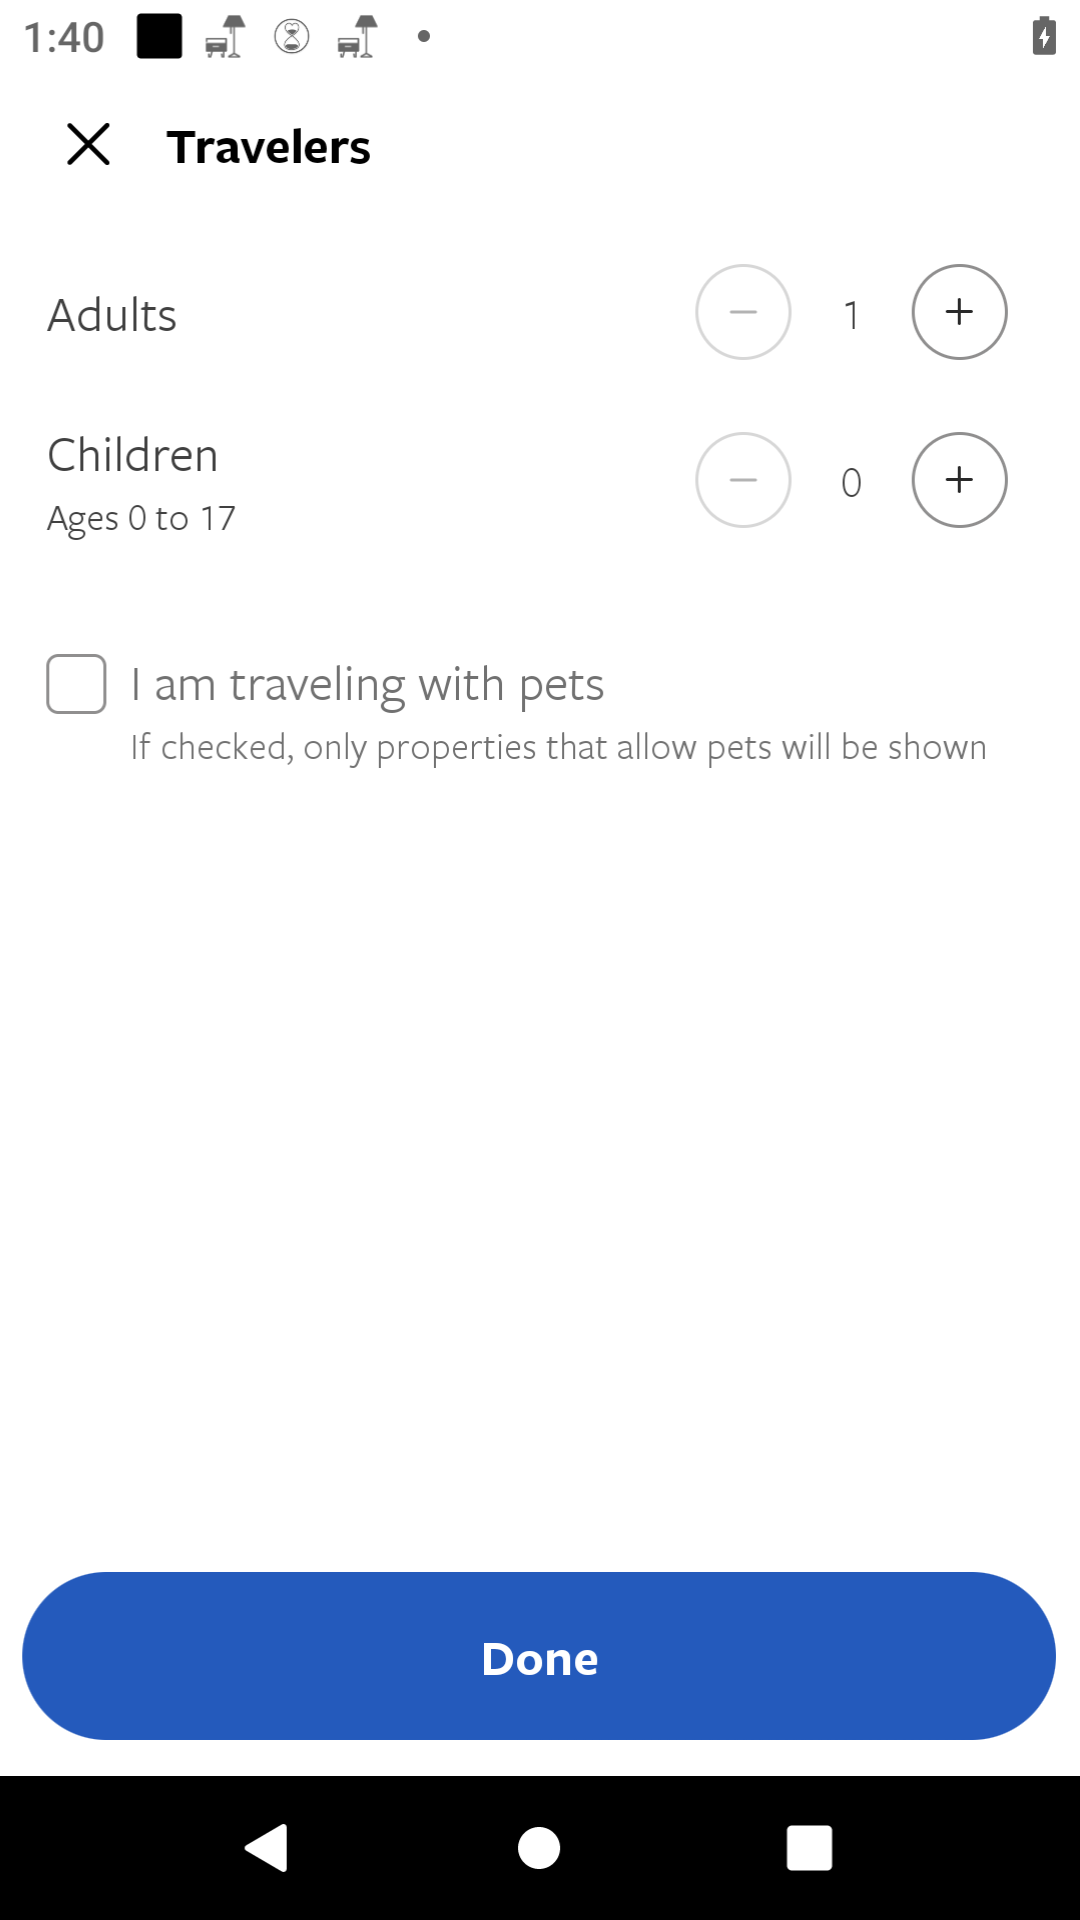 1:40
Travelers
Adults
1
Children
0
Ages 0 to 17
I am traveling with pets
If checked, only properties that allow pets will be shown
Done